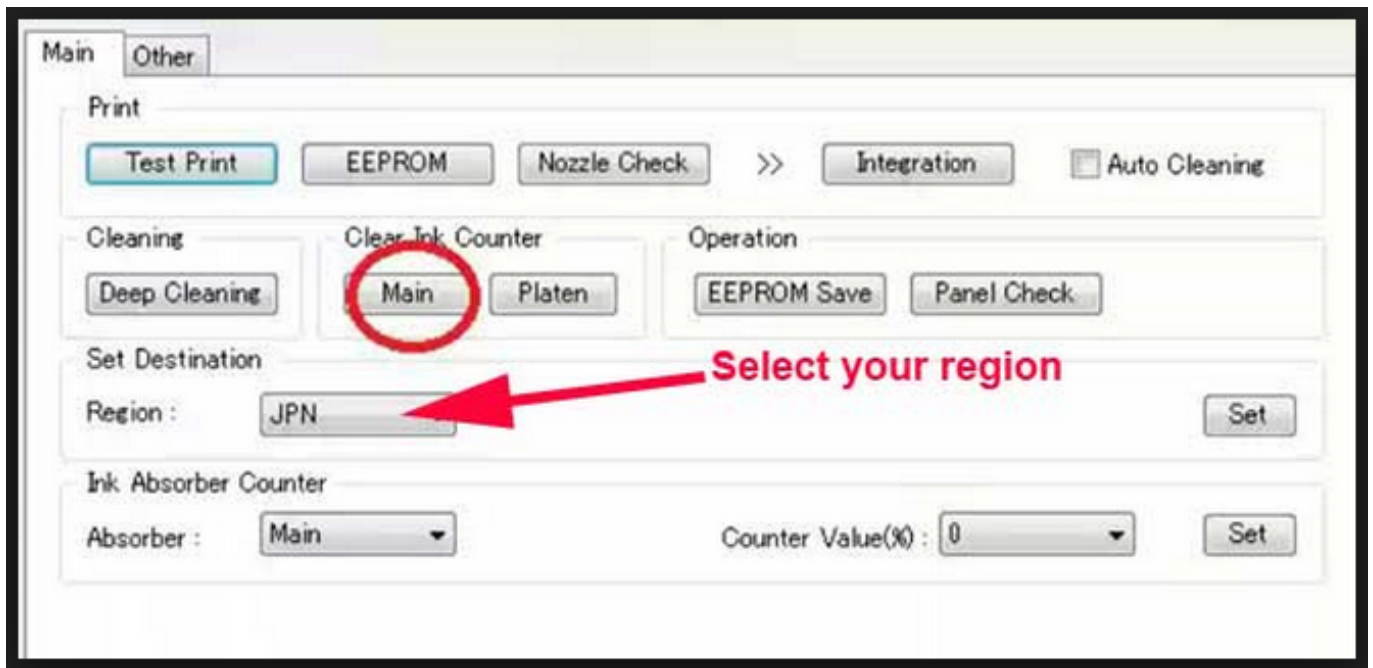 Main Other
Print
Test Print EEPROM Nozzle Check >> Integration Auto Cleaning
Cleaning Clear Ink Counter Operation
Deep Cleaning Main Platen EEPROM Save Panel Check
Set Destination
Select your region
Region : JPN Set
Ink Absorber Counter
Absorber : Main Counter Value(%) : 0 Set